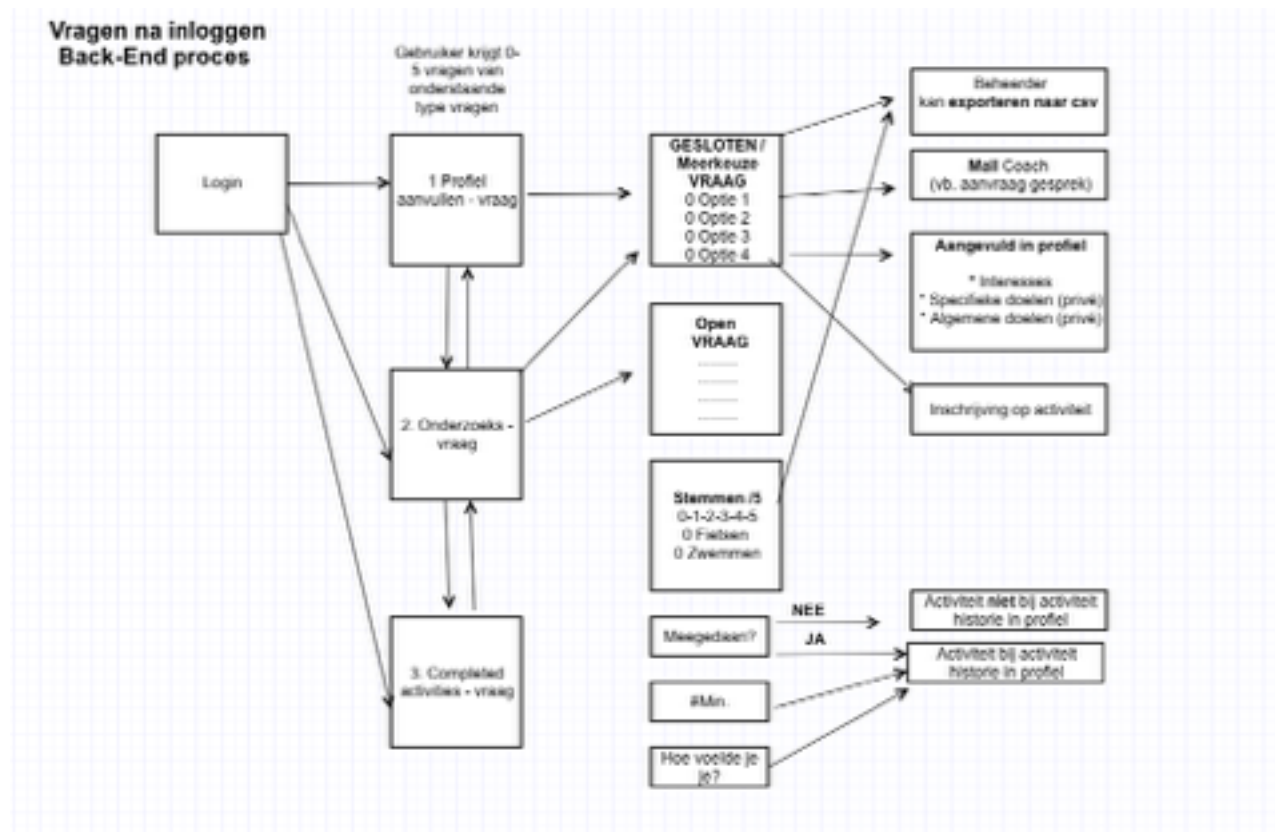 Vragen na inloggen
Back-End proces
Gebruiker krijgt 0-
5 vragen van
onderstaande
type vragen
Login
1 Profiel
aanvullen - vraag
2. Onderzoeks -
vraag
3. Completed
activities - vraag
GESLOTEN /
Meerkeuze
VRAAG
0 Optie 1
0 Optie 2
0 Optie 3
0 Optie 4
Open
VRAAG
........
........
........
........
Stemmen /5
0-1-2-3-4-5
0 Fietsen
0 Zwemmen
Meegedaan?
NEE
JA
#Min.
Hoe voelde je
je?
Beheerder
kan exporteren naar csv
Mail Coach
(vb. aanvraag gesprek)
Aangevuld in profiel
* Interesses
* Specifieke doelen (privé)
* Algemene doelen (privé)
Inschrijving op activiteit
Activiteit niet bij activiteit
historie in profiel
Activiteit bij activiteit
historie in profiel